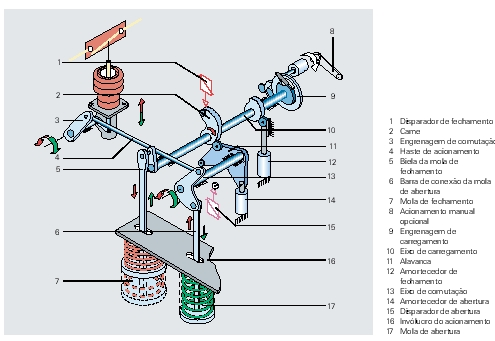 8
1
2
9
3
10
11
4
12
5
13
14
15
6
16
7
17
1 Disparador de fechamento
2 Came
3 Engrenagem de comutação
4 Haste de acionamento
5 Biela da mola de
fechamento
6 Barra de conexão da mola
de abertura
7 Mola de fechamento
8 Acionamento manual
opcional
9 Engrenagem de
carregamento
10 Eixo de carregamento
11 Alavanca
12 Amortecedor de
fechamento
13 Eixo de comutação
14 Amortecedor de abertura
15 Disparador de abertura
16 Invólucro do acionamento
17 Mola de abertura